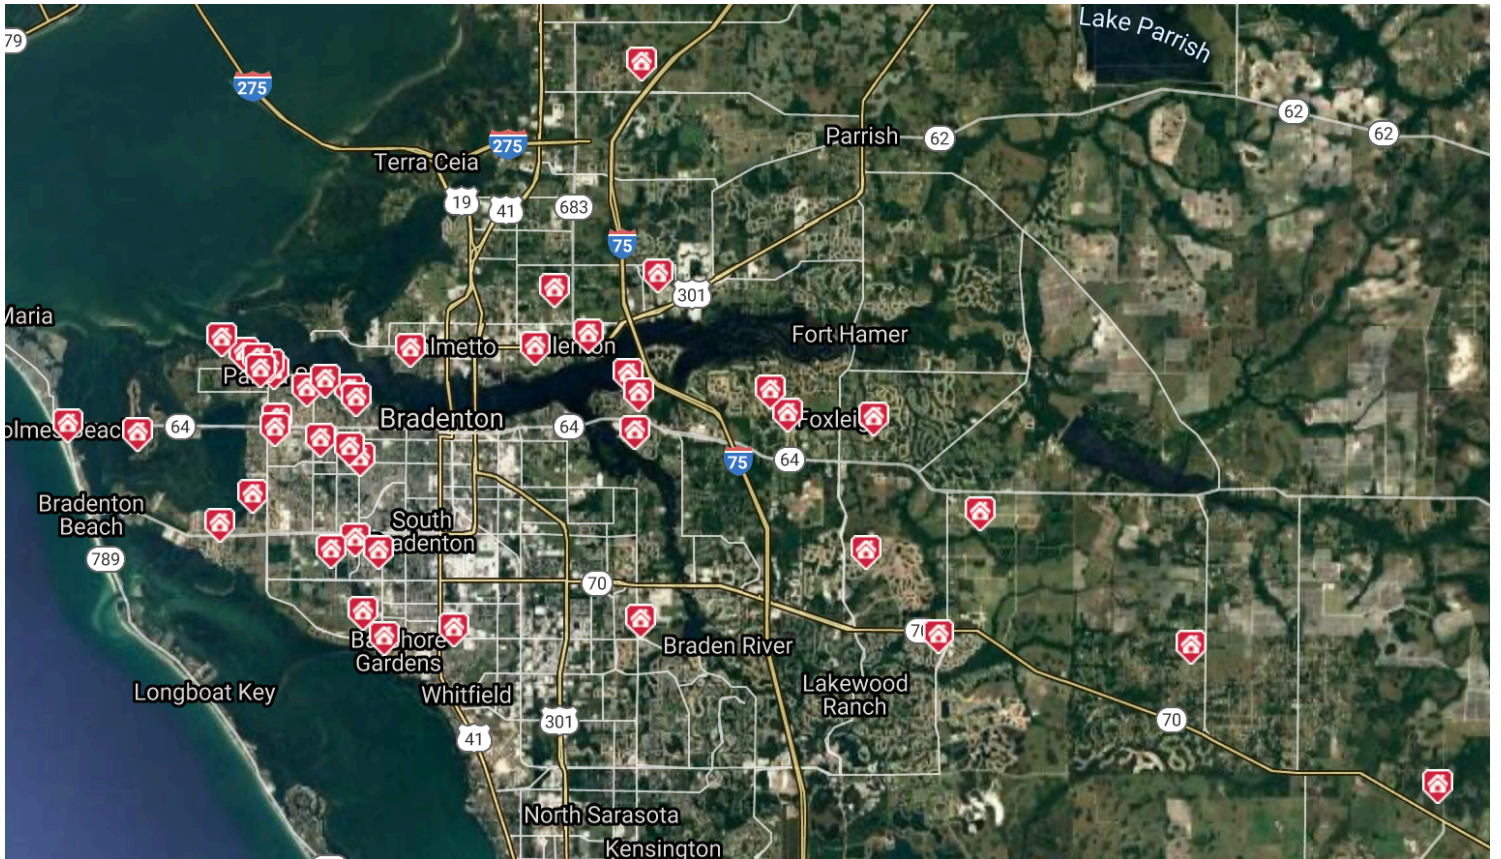 Lake Parrish
79
275
62
62
62
Parrish
275
Terra Ceia
19
41
683
75
301
Maria
Fort Hamer
Bradenton
64
64
75
64
Bradenton
Beach
South
789
70
70
Braden River
Gardens
Longboat Key
Whitfield
Lakewood
Ranch
301
41
70
North Sarasota
Kensington